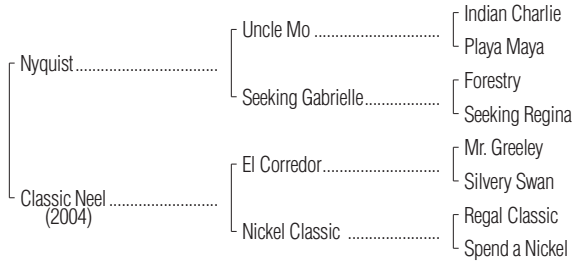 Indian Charlie
Uncle Mo ..............................
Playa Maya
Nyquist..................................
Forestry
Seeking Gabrielle..................
Seeking Regina
Mr. Greeley
El Corredor............................
Silvery Swan
Classic Neel ..........................
(2004)
Regal Classic
Nickel Classic ......................
Spend a Nickel